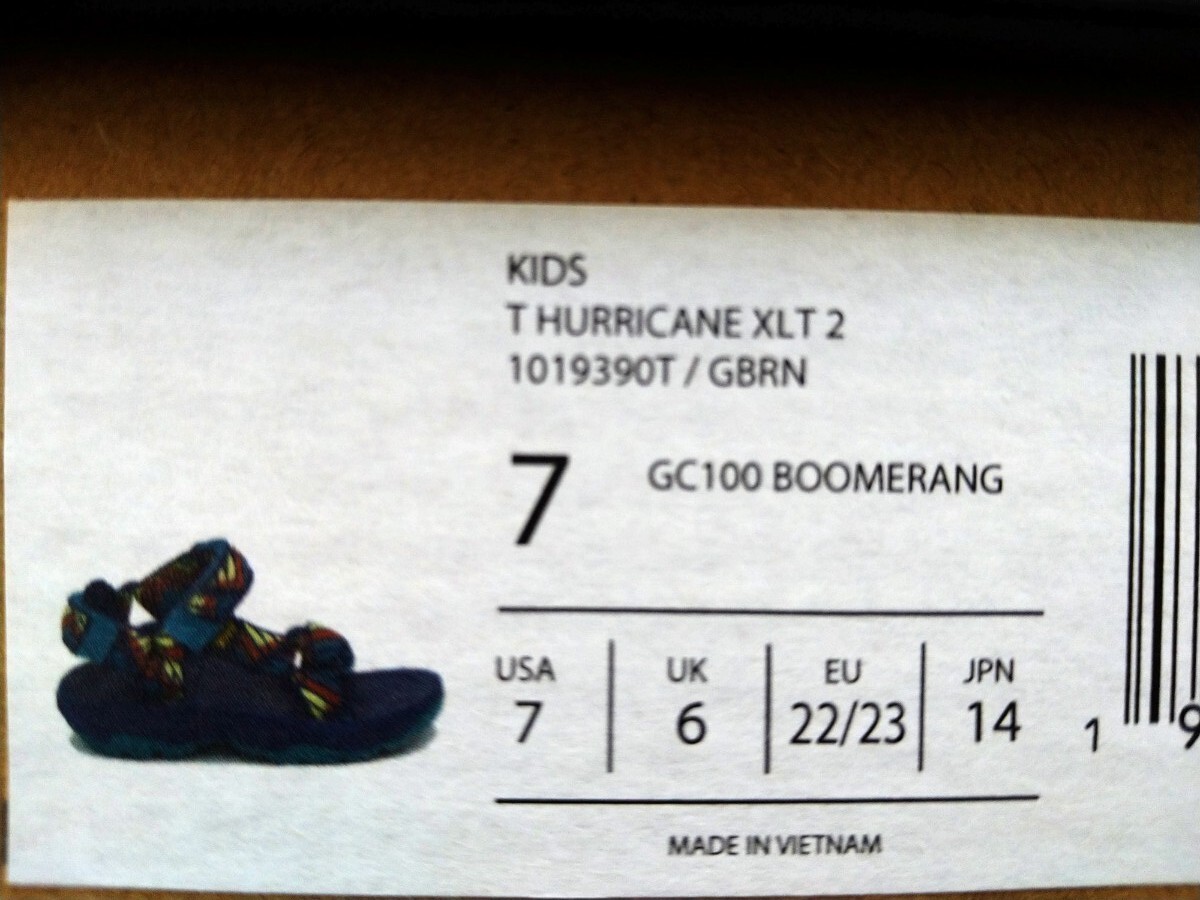 KIDS
T HURRICANE XLT 2
1019390T / GBRN
7 GC100 BOOMERANG
USA UK EU JPN
7 6 22/23 14
1 9
MADE IN VIETNAM